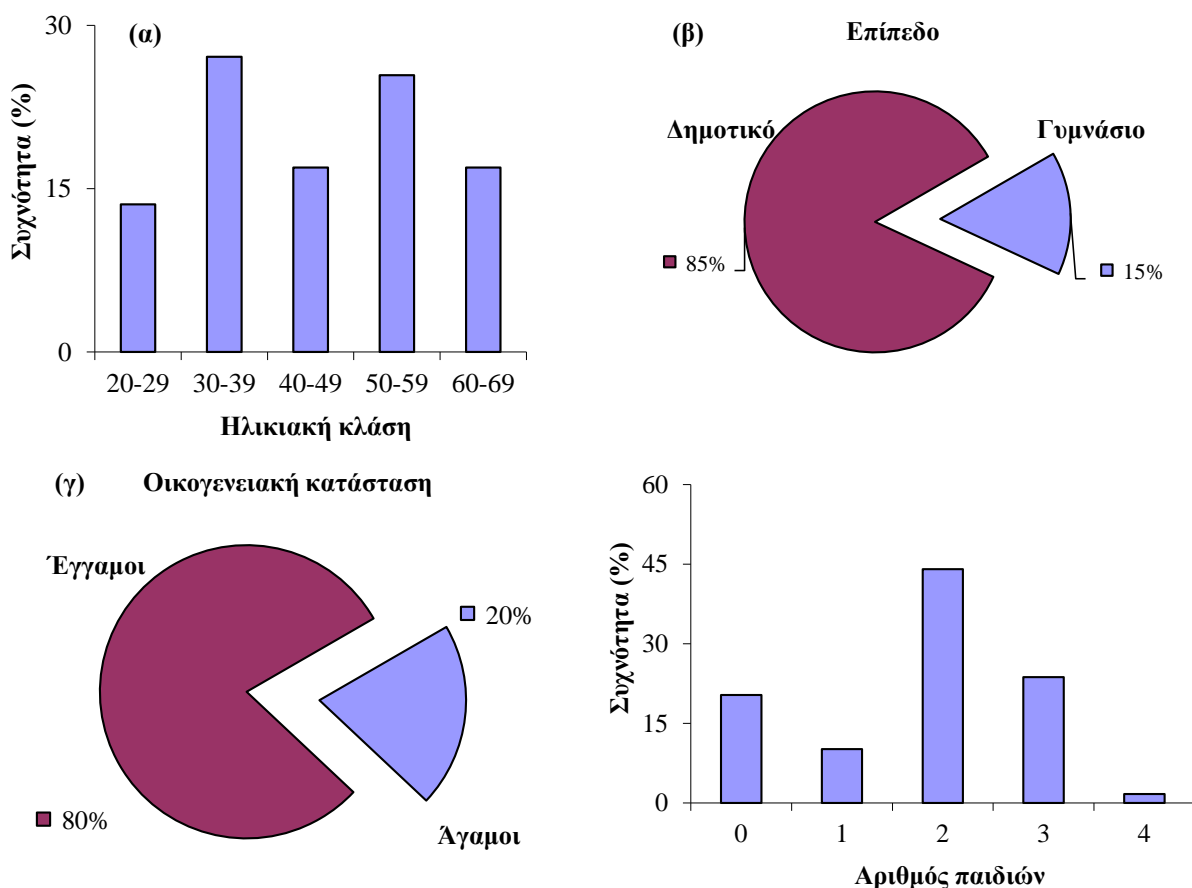 (α)
30
15
0
Συχνότητα (%)
20-29 30-39 40-49 50-59 60-69
Ηλικιακή κλάση
(β) Επίπεδο
Δημοτικό
Γυμνάσιο
85%
15%
(γ) Οικογενειακή κατάσταση
Έγγαμοι
20%
80%
Άγαμοι
60
45
30
15
0
Συχνότητα (%)
0 1 2 3 4
Αριθμός παιδιών